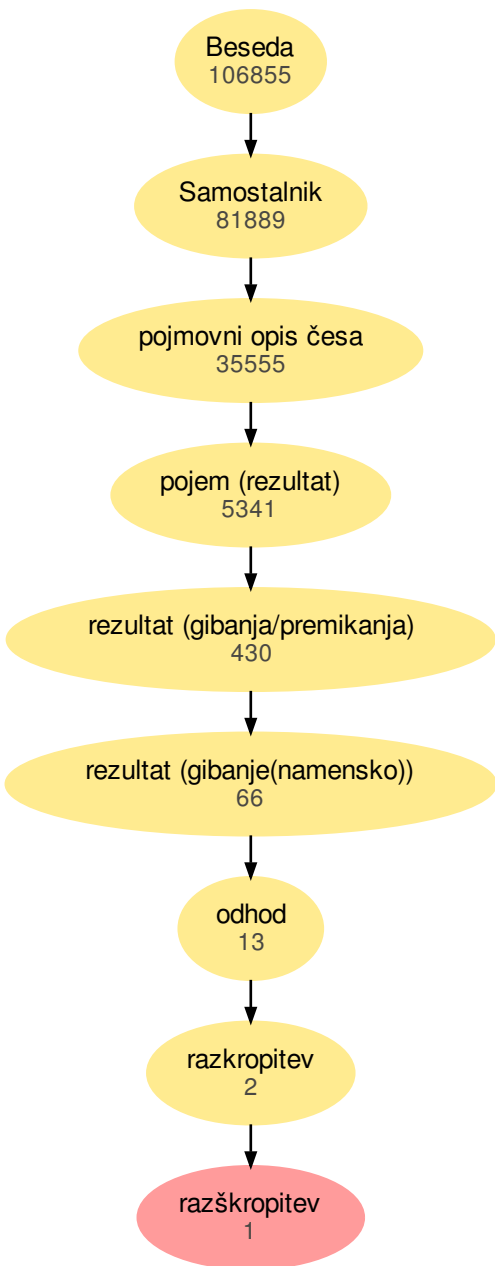 Beseda
106855
Samostalnik
81889
pojmovni opis česa
35555
pojem (rezultat)
5341
rezultat (gibanja/premikanja)
430
rezultat (gibanje(namensko))
66
odhod
13
razkropitev
2
razškropitev
1